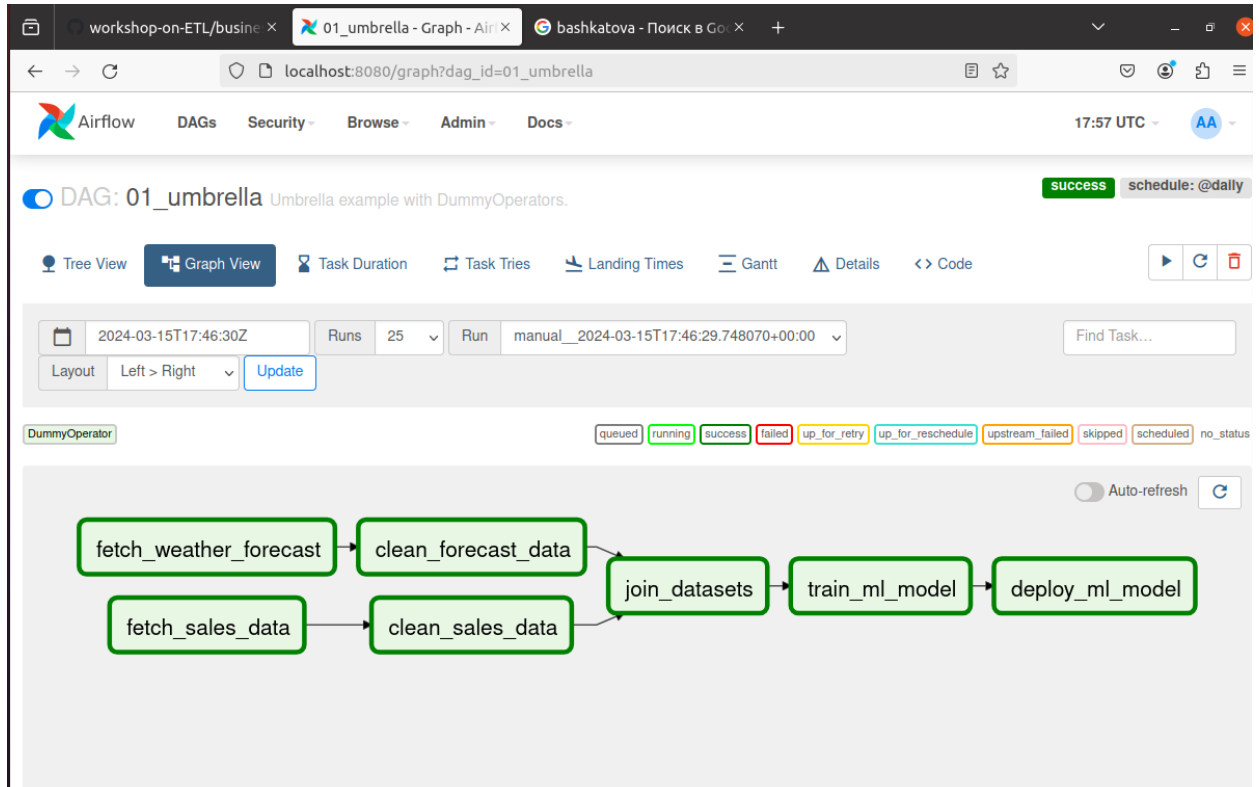 workshop-on-ETL/busine
01_umbrella - Graph - Air
bashkatova - Поиск в Goo
localhost:8080/graph?dag_id=01_umbrella
Airflow DAGs Security Browse Admin Docs 17:57 UTC AA
DAG: 01_umbrella Umbrella example with DummyOperators. success schedule: @daily
Tree View Graph View Task Duration Task Tries Landing Times Gantt Details <> Code
2024-03-15T17:46:30Z Runs 25 Run manual__2024-03-15T17:46:29.748070+00:00 Find Task...
Layout Left > Right Update
DummyOperator queued running success failed up_for_retry up_for_reschedule upstream_failed skipped scheduled no_status
Auto-refresh
fetch_weather_forecast clean_forecast_data
join_datasets train_ml_model deploy_ml_model
fetch_sales_data clean_sales_data